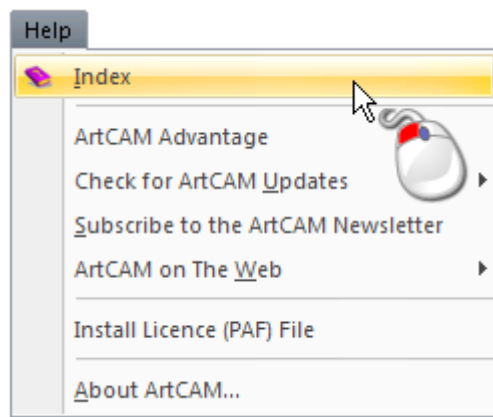 Help
Index
ArtCAM Advantage
Check for ArtCAM Updates
Subscribe to the ArtCAM Newsletter
ArtCAM on The Web
Install Licence (PAF) File
About ArtCAM...